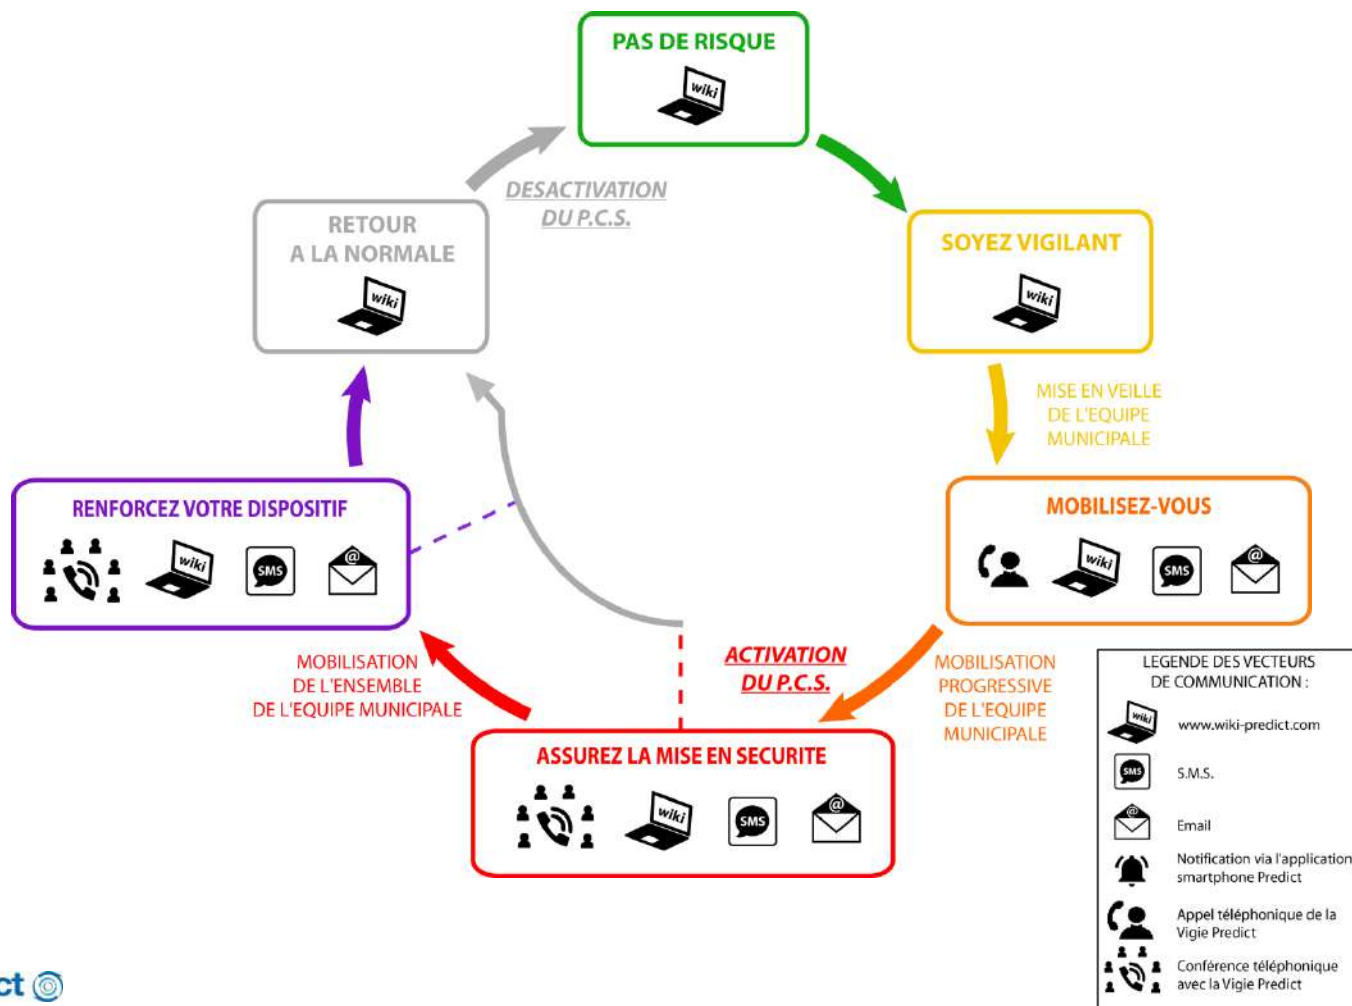 PAS DE RISQUE
wiki
DESACTIVATION
DU P.C.S.
RETOUR
A LA NORMALE
wiki
SOYEZ VIGILANT
wiki
MISE EN VEILLE
DE L'EQUIPE
MUNICIPALE
RENFORCEZ VOTRE DISPOSITIF
wiki
SMS
@
MOBILISEZ-VOUS
wiki
SMS
@
MOBILISATION
DE L'ENSEMBLE
DE L'EQUIPE MUNICIPALE
ACTIVATION
DU P.C.S.
MOBILISATION
PROGRESSIVE
DE L'EQUIPE
MUNICIPALE
ASSUREZ LA MISE EN SECURITE
wiki
SMS
@
LEGENDE DES VECTEURS
DE COMMUNICATION :
wiki
www.wiki-predict.com
SMS
S.M.S.
@
Email
Notification via l'application
smartphone Predict
Appel téléphonique de la
Vigie Predict
Conférence téléphonique
avec la Vigie Predict
ct